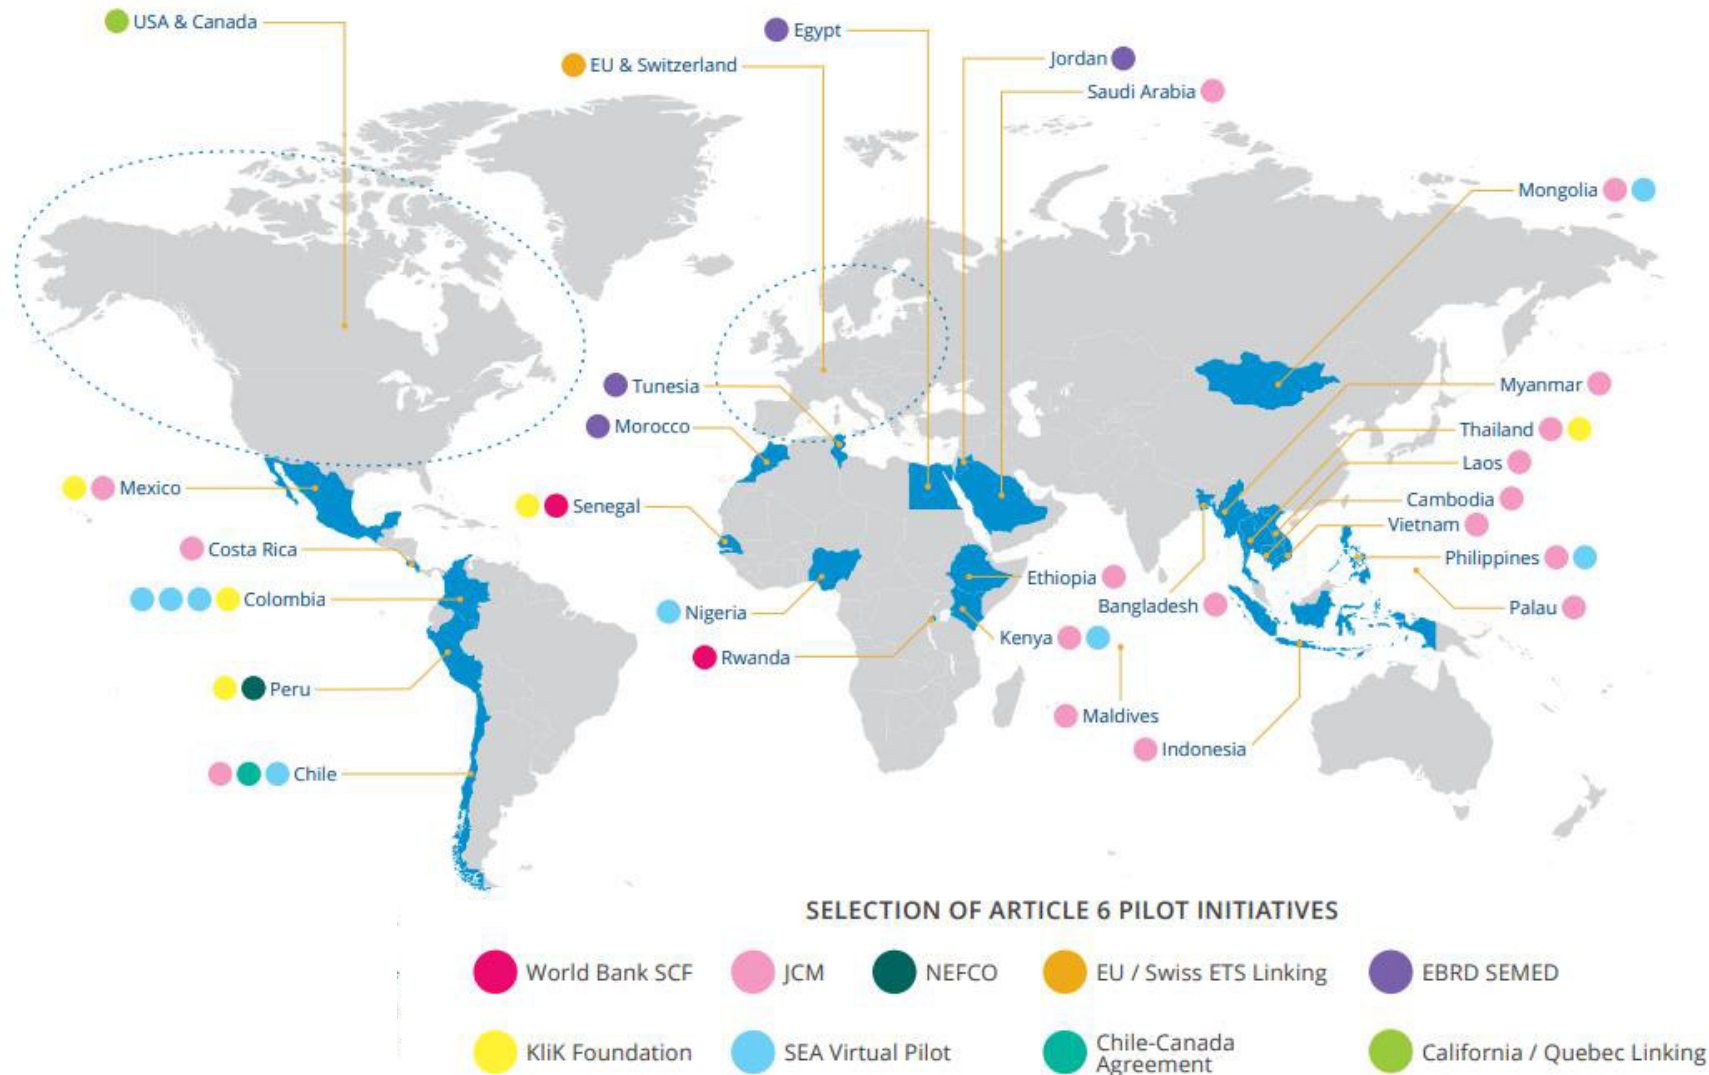 USA & Canada
Egypt
EU & Switzerland
Jordan
Saudi Arabia
Mongolia
Tunesia
Myanmar
Morocco
Thailand
Laos
Mexico
Senegal
Cambodia
Vietnam
Costa Rica
Philippines
Ethiopia
Colombia
Bangladesh
Palau
Nigeria
Kenya
Rwanda
Peru
Maldives
Indonesia
Chile
SELECTION OF ARTICLE 6 PILOT INITIATIVES
World Bank SCF
JCM
NEFCO
EU / Swiss ETS Linking
EBRD SEMED
KliK Foundation
SEA Virtual Pilot
Chile-Canada
Agreement
California / Quebec Linking